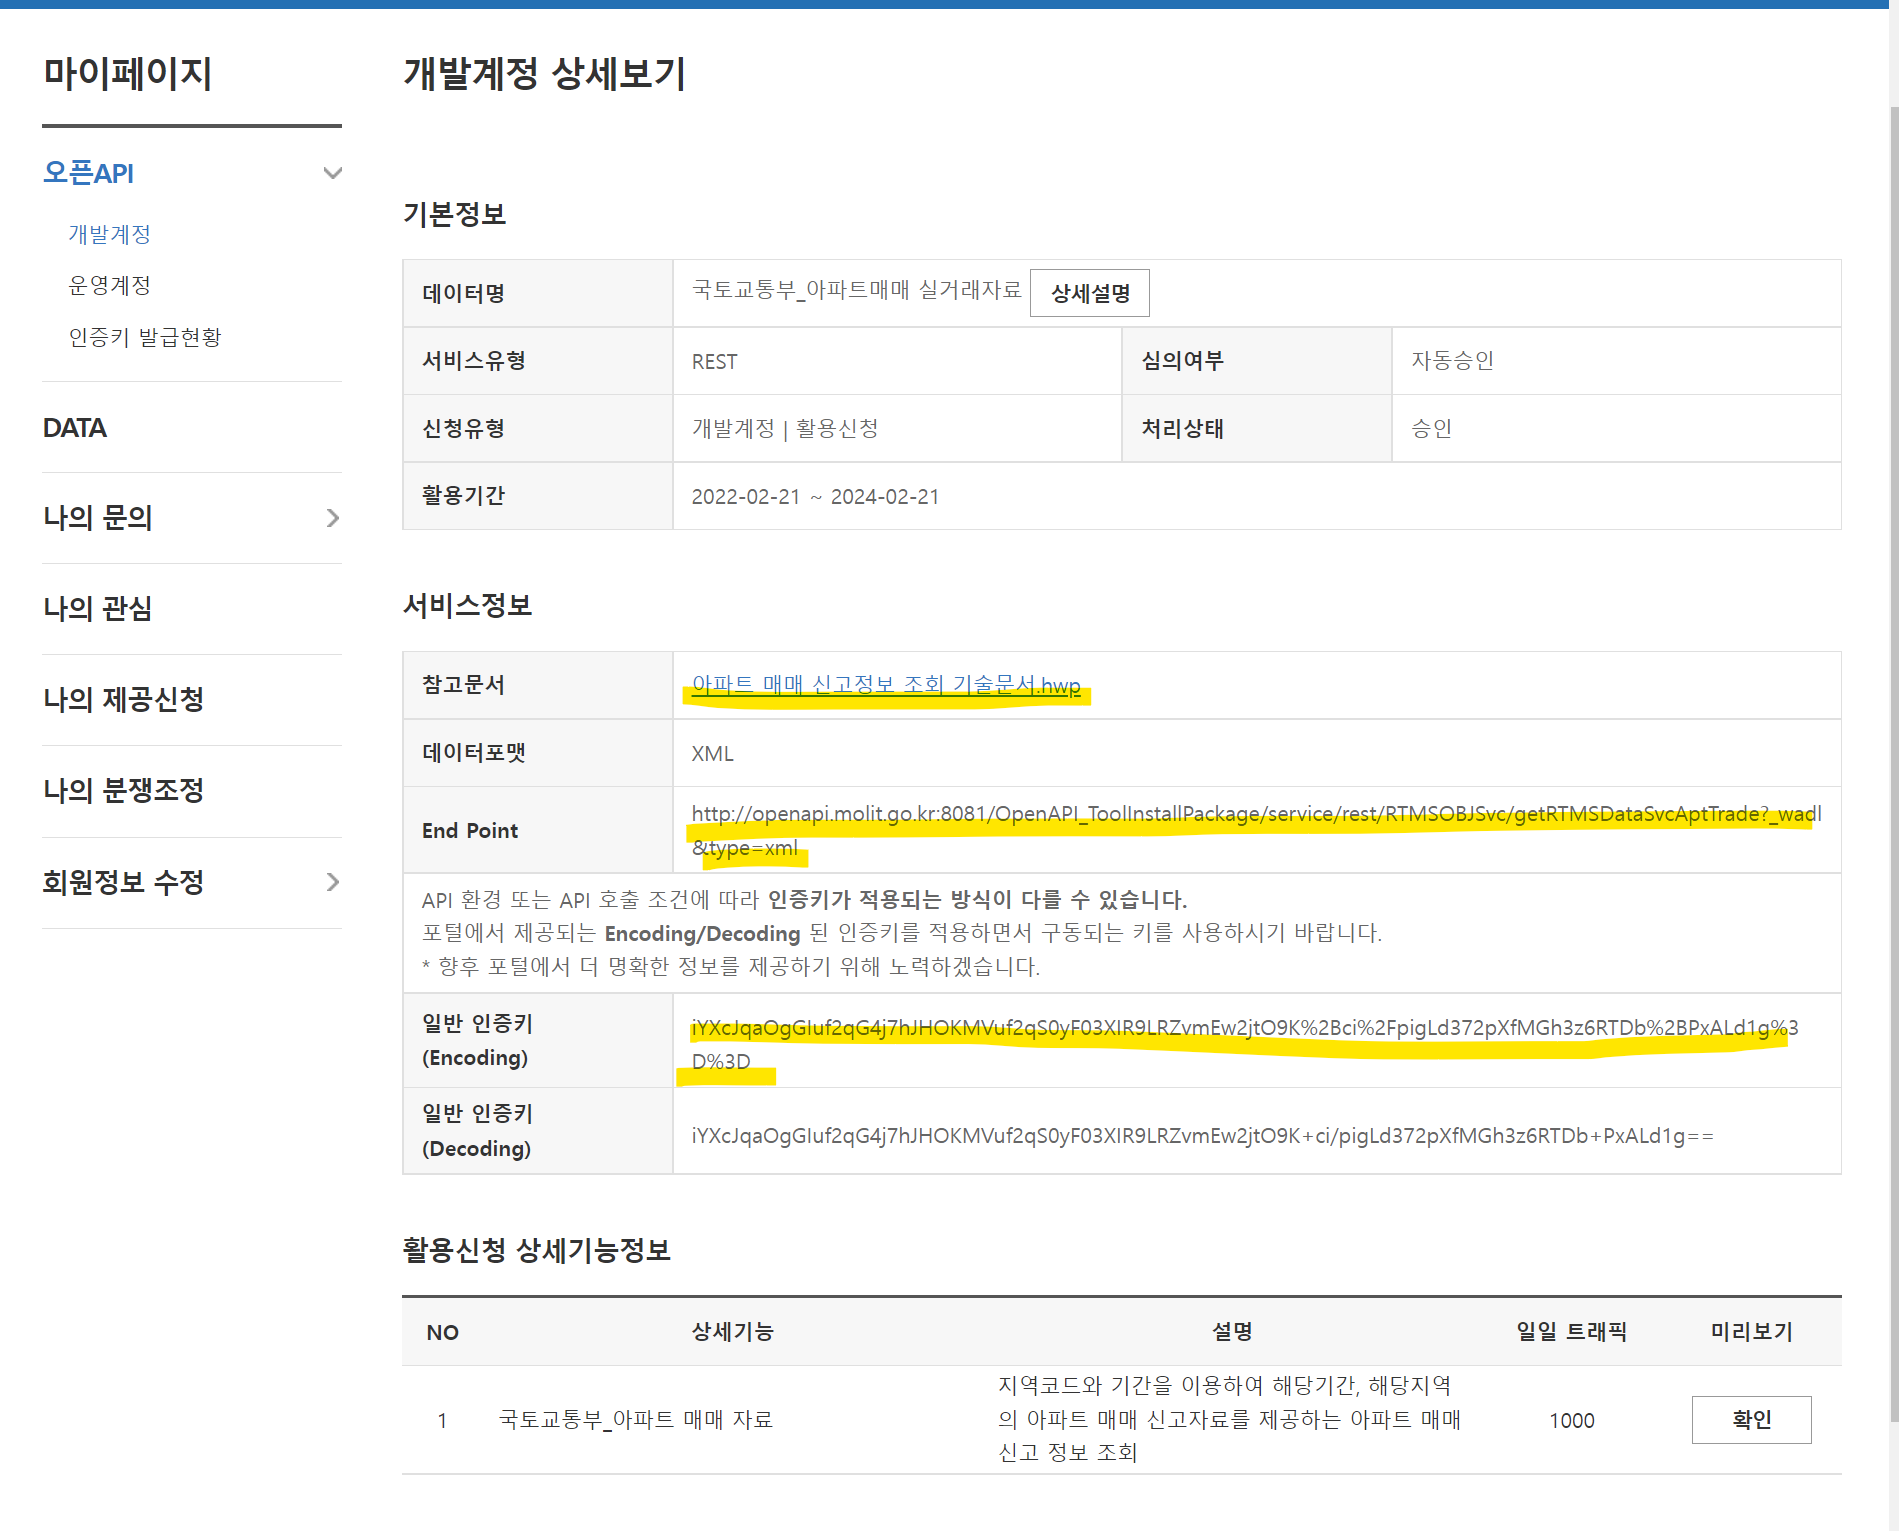 마이페이지
오픈API
개발계정
운영계정
인증키 발급현황
DATA
나의 문의
나의 관심
나의 제공신청
나의 분쟁조정
회원정보 수정
개발계정 상세보기
기본정보
데이터명 국토교통부_아파트매매 실거래자료 상세설명
서비스유형 REST 심의여부 자동승인
신청유형 개발계정 | 활용신청 처리상태 승인
활용기간 2022-02-21 ~ 2024-02-21
서비스정보
참고문서 아파트 매매 신고정보 조회 기술문서.hwp
데이터포맷 XML
End Point http://openapi.molit.go.kr:8081/OpenAPI_ToolInstallPackage/service/rest/RTMSOBJSvc/getRTMSDataSvcAptTrade?_wadl
&type=xml
API 환경 또는 API 호출 조건에 따라 인증키가 적용되는 방식이 다를 수 있습니다.
포털에서 제공되는 Encoding/Decoding 된 인증키를 적용하면서 구동되는 키를 사용하시기 바랍니다.
* 향후 포털에서 더 명확한 정보를 제공하기 위해 노력하겠습니다.
일반 인증키
(Encoding)
iYXcJqaOgGIuf2qG4j7hJHOKMVuf2qS0yF03XIR9LRZvmEw2jtO9K%2Bci%2FpigLd372pXfMGh3z6RTDb%2BPxALd1g%3
D%3D
일반 인증키
(Decoding)
iYXcJqaOgGIuf2qG4j7hJHOKMVuf2qS0yF03XIR9LRZvmEw2jtO9K+ci/pigLd372pXfMGh3z6RTDb+PxALd1g==
활용신청 상세기능정보
NO 상세기능 설명 일일 트래픽 미리보기
1 국토교통부_아파트 매매 자료
지역코드와 기간을 이용하여 해당기간, 해당지역
의 아파트 매매 신고자료를 제공하는 아파트 매매
신고 정보 조회
1000 확인